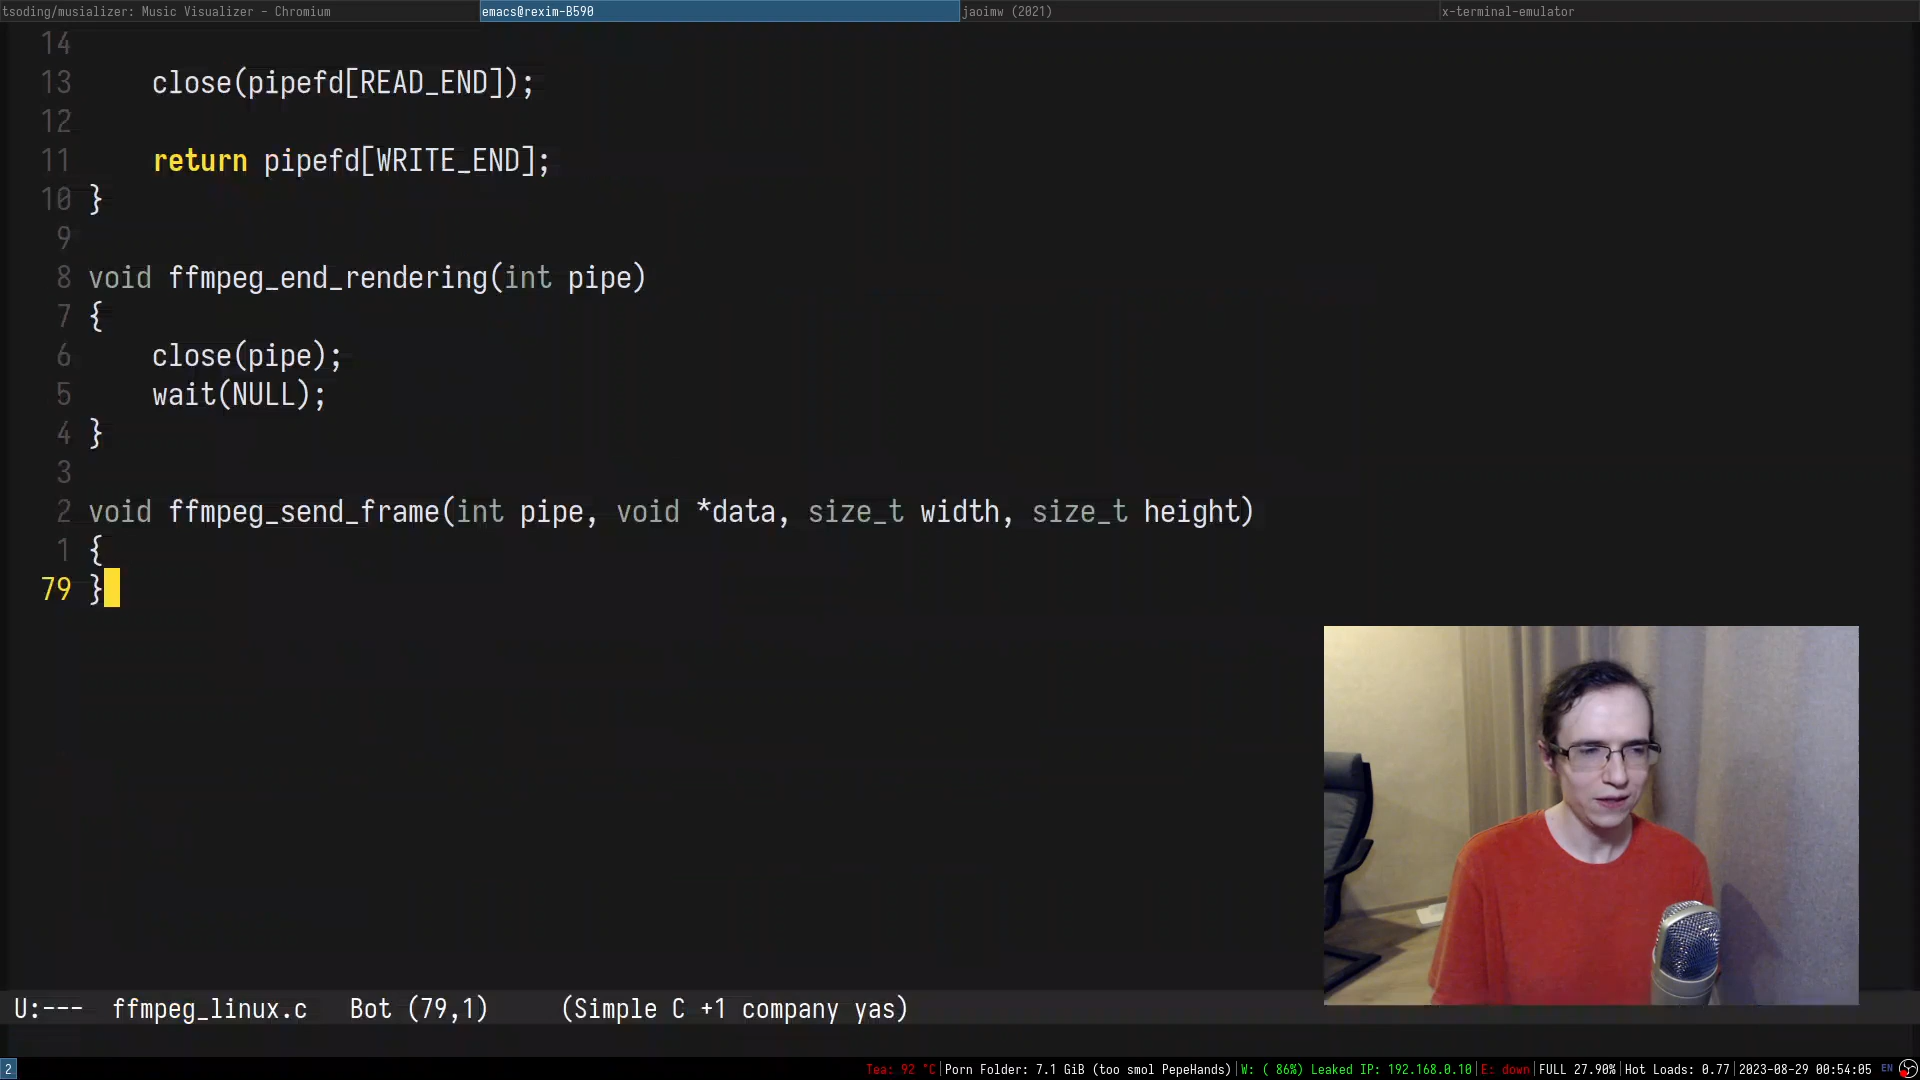 tsoding/musializer: Music Visualizer - Chromium emacs@rexim-B590 jaoimw (2021) x-terminal-emulator
14
13 close(pipefd[READ_END]);
12
11 return pipefd[WRITE_END];
10 }
9
8 void ffmpeg_end_rendering(int pipe)
7 {
6 close(pipe);
5 wait(NULL);
4 }
3
2 void ffmpeg_send_frame(int pipe, void *data, size_t width, size_t height)
1 {
79 }
U:--- ffmpeg_linux.c Bot (79,1) (Simple C +1 company yas)
2 Tea: 92 °C|Porn Folder: 7.1 GiB (too smol PepeHands)|W: ( 86%) Leaked IP: 192.168.0.10|E: down|FULL 27.90%|Hot Loads: 0.77|2023-08-29 00:54:05 EN